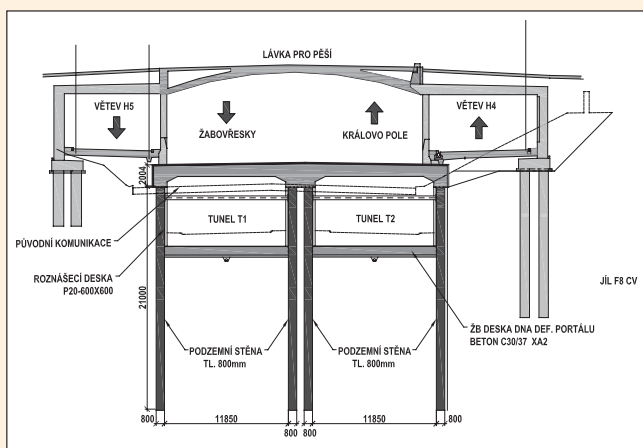 LÁVKA PRO PĚŠÍ
VĚTEV H5
ŽABOVŘESKY
KRÁLOVO POLE
VĚTEV H4
2004
TUNEL T1
TUNEL T2
PŮVODNÍ KOMUNIKACE
ROZNÁŠECÍ DESKA
P20-600X600
21000
JÍL F8 CV
ŽB DESKA DNA DEF. PORTÁLU
BETON C30/37 XA2
PODZEMNÍ STĚNA
TL. 800mm
PODZEMNÍ STĚNA
TL. 800mm
800 11850 800 800 11850 800